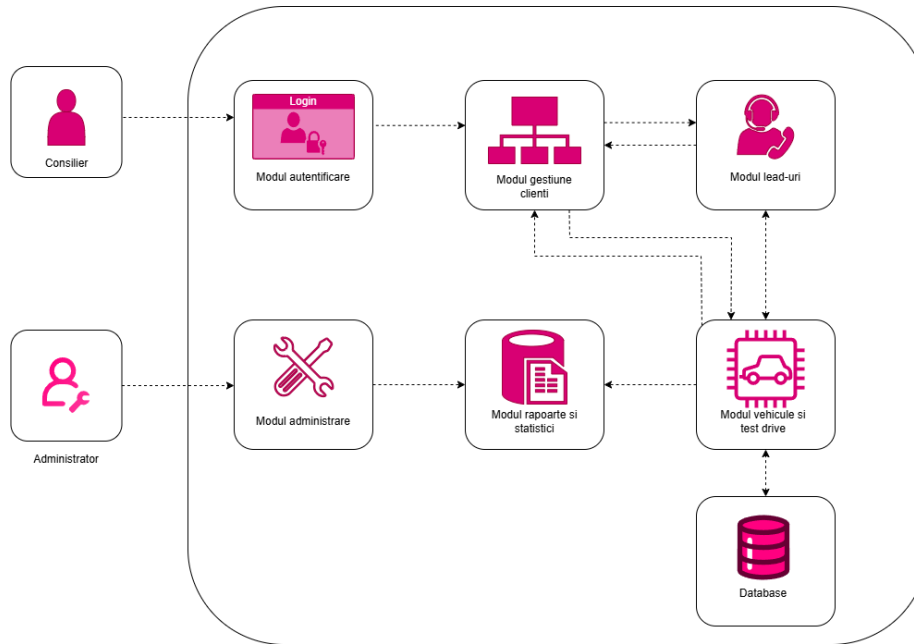 Login
Consilier
Modul autentificare
Modul gestiune
clienti
Modul lead-uri
Administrator
Modul administrare
Modul rapoarte si
statistici
Modul vehicule si
test drive
Database